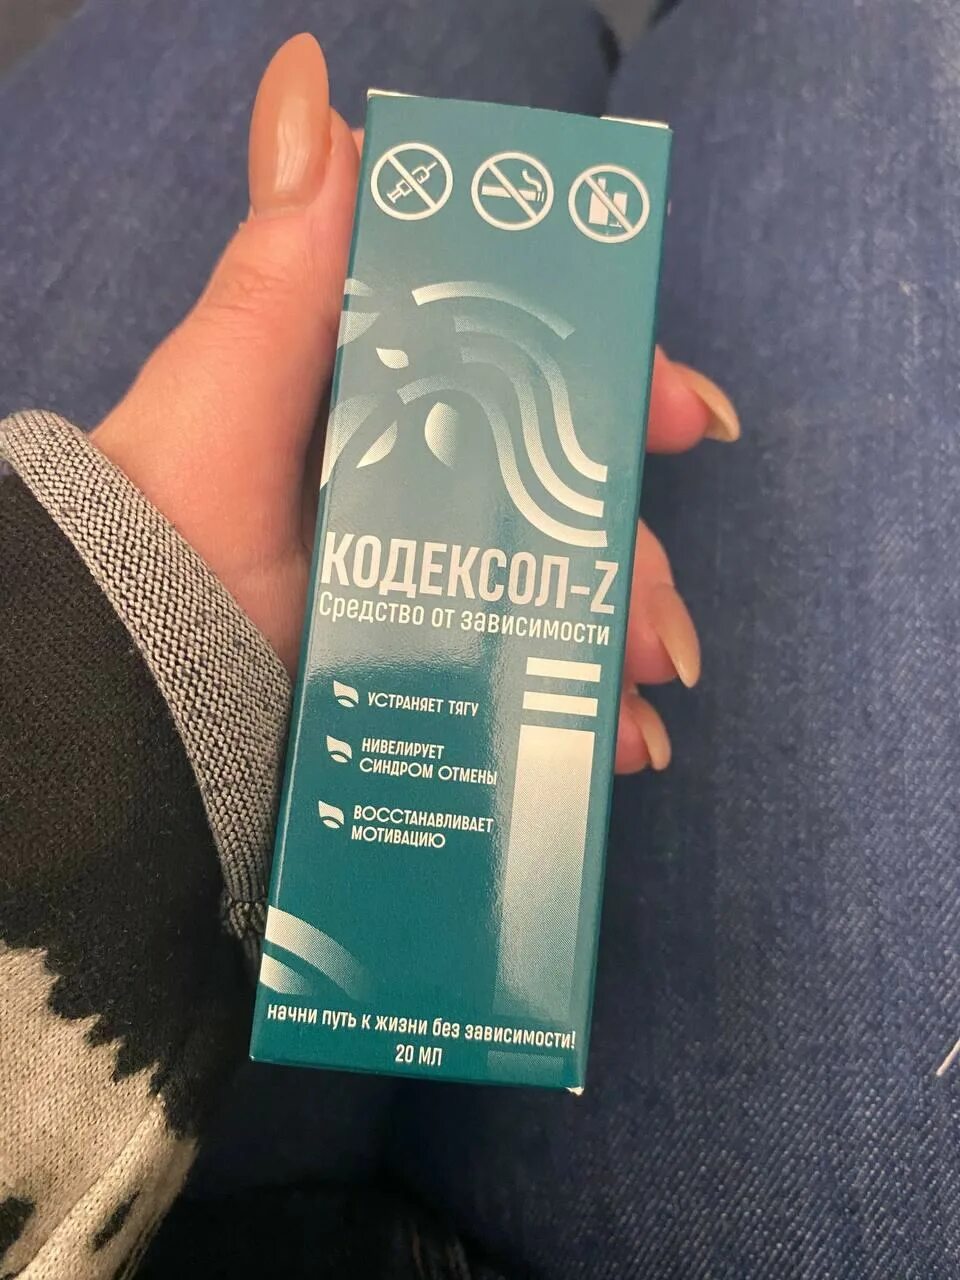 КОДЕКСОЛ-Z
Средство от зависимости
УСТРАНЯЕТ ТЯГУ
НИВЕЛИРУЕТ
СИНДРОМ ОТМЕНЫ
ВОССТАНАВЛИВАЕТ
МОТИВАЦИЮ
начни путь к жизни без зависимости!
20 МЛ